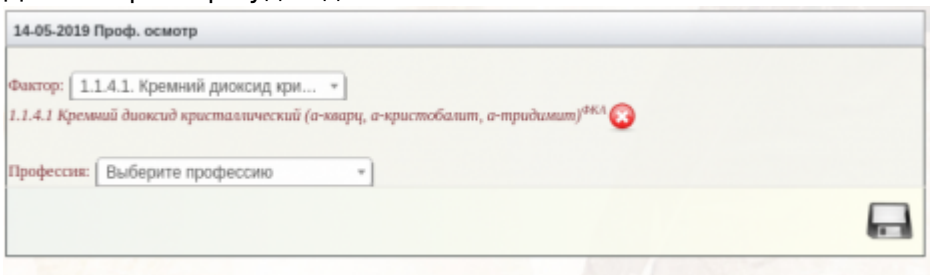 14-05-2019 Проф. осмотр
Фактор: 1.1.4.1. Кремний диоксид кри...
1.1.4.1 Кремний диоксид кристаллический (а-кварц, а-кристобалит, а-тридимит)ФКА
Профессия: Выберите профессию